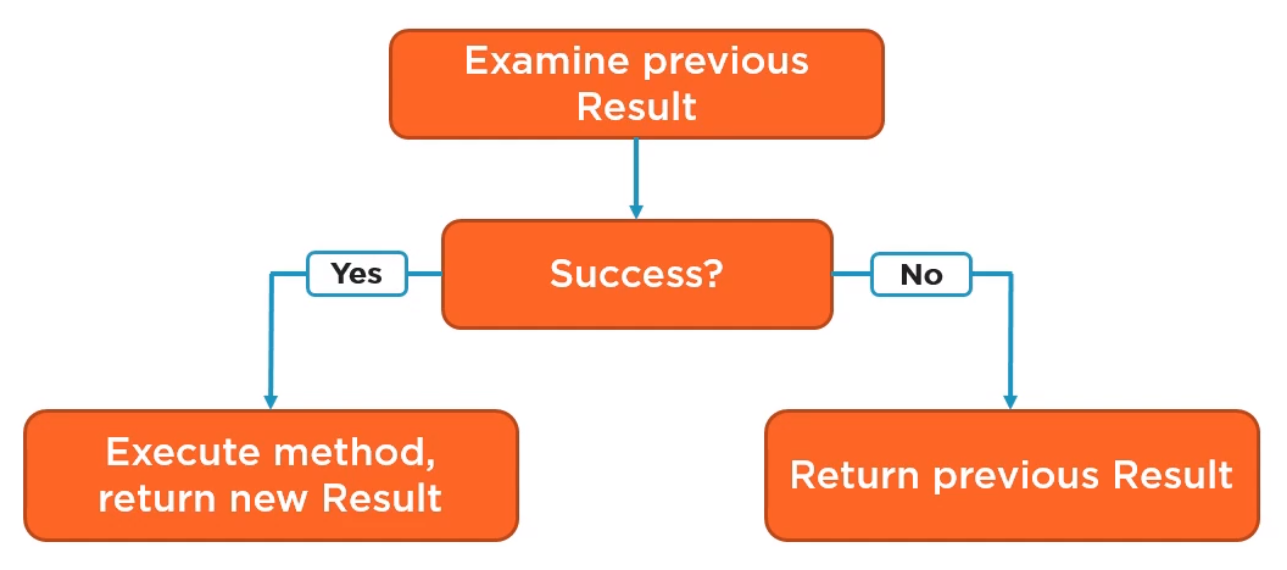 Examine previous
Result
Success?
Yes
No
Execute method,
return new Result
Return previous Result